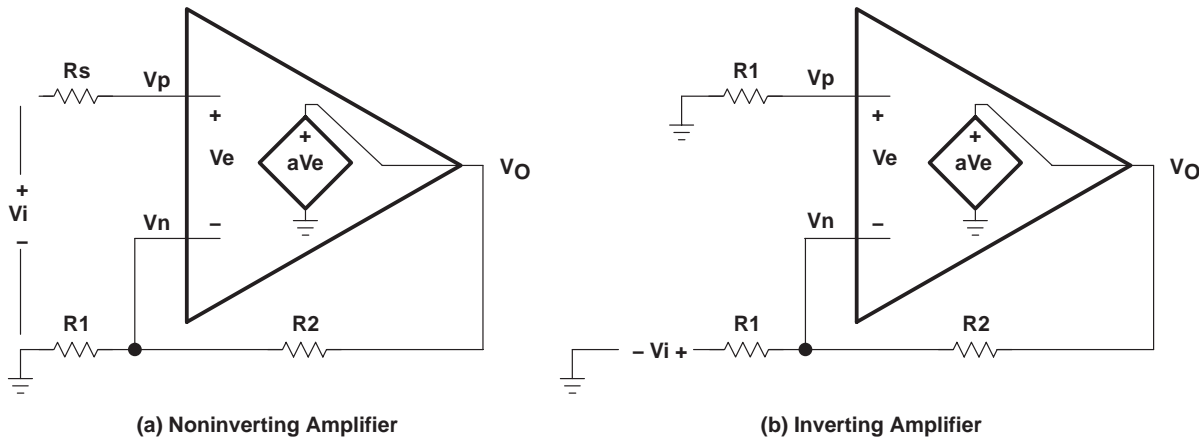 Rs
Vp
+
Ve
+
aVe
VO
+
Vi
−
Vn
−
R1
R2
(a) Noninverting Amplifier
R1
Vp
+
Ve
+
aVe
VO
Vn
−
− Vi +
R1
R2
(b) Inverting Amplifier